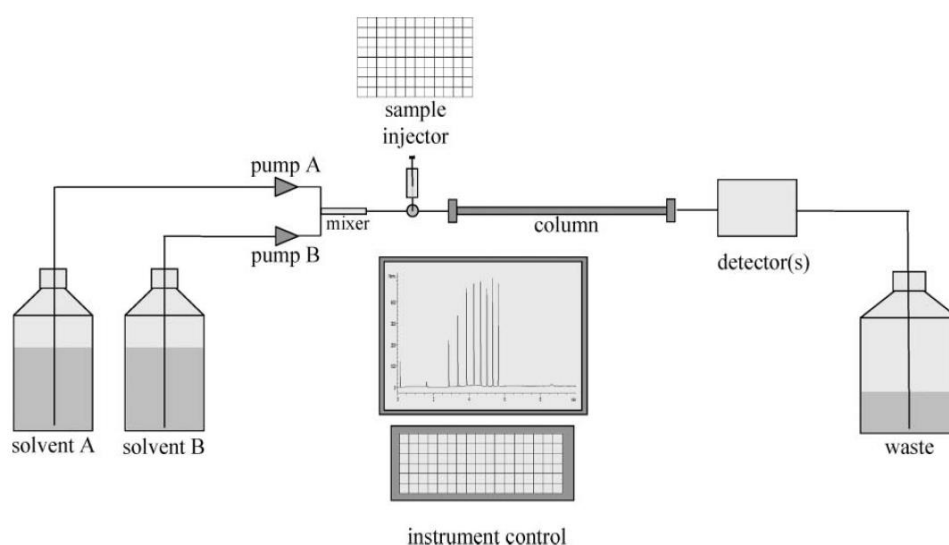 sample
injector
pump A
mixer
pump B
column
detector(s)
solvent A
solvent B
waste
instrument control